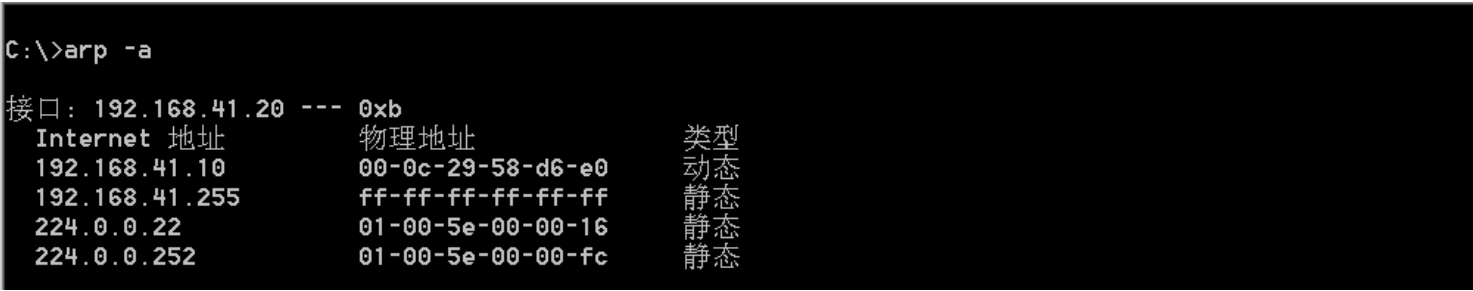 C:\>arp -a
接口: 192.168.41.20 --- 0xb
Internet 地址 物理地址 类型
192.168.41.10 00-0c-29-58-d6-e0 动态
192.168.41.255 ff-ff-ff-ff-ff-ff 静态
224.0.0.22 01-00-5e-00-00-16 静态
224.0.0.252 01-00-5e-00-00-fc 静态